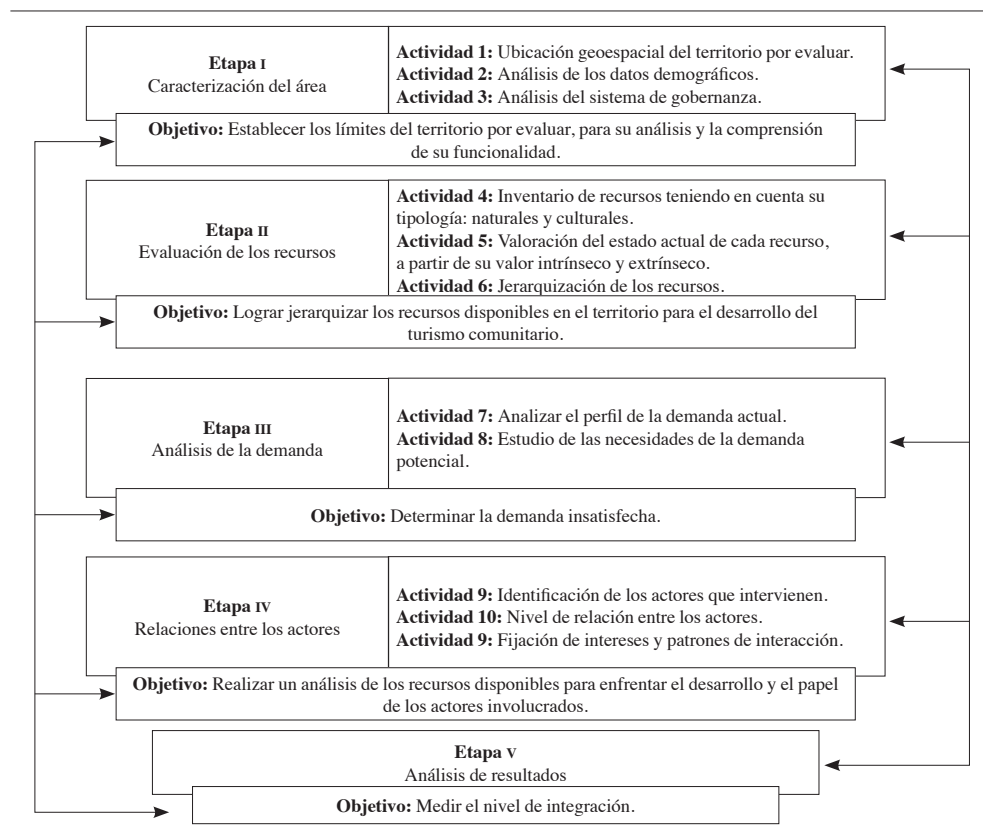 Etapa I
Caracterización del área
Actividad 1: Ubicación geoespacial del territorio por evaluar.
Actividad 2: Análisis de los datos demográficos.
Actividad 3: Análisis del sistema de gobernanza.
Objetivo: Establecer los límites del territorio por evaluar, para su análisis y la comprensión
de su funcionalidad.
Etapa II
Evaluación de los recursos
Actividad 4: Inventario de recursos teniendo en cuenta su
tipología: naturales y culturales.
Actividad 5: Valoración del estado actual de cada recurso,
a partir de su valor intrínseco y extrínseco.
Actividad 6: Jerarquización de los recursos.
Objetivo: Lograr jerarquizar los recursos disponibles en el territorio para el desarrollo del
turismo comunitario.
Etapa III
Análisis de la demanda
Actividad 7: Analizar el perfil de la demanda actual.
Actividad 8: Estudio de las necesidades de la demanda
potencial.
Objetivo: Determinar la demanda insatisfecha.
Etapa IV
Relaciones entre los actores
Actividad 9: Identificación de los actores que intervienen.
Actividad 10: Nivel de relación entre los actores.
Actividad 9: Fijación de intereses y patrones de interacción.
Objetivo: Realizar un análisis de los recursos disponibles para enfrentar el desarrollo y el papel
de los actores involucrados.
Etapa V
Análisis de resultados
Objetivo: Medir el nivel de integración.